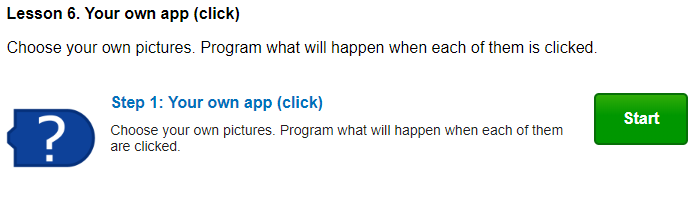 Lesson 6. Your own app (click)
Choose your own pictures. Program what will happen when each of them is clicked.
Step 1: Your own app (click)
Choose your own pictures. Program what will happen when each of them
are clicked.
Start
?